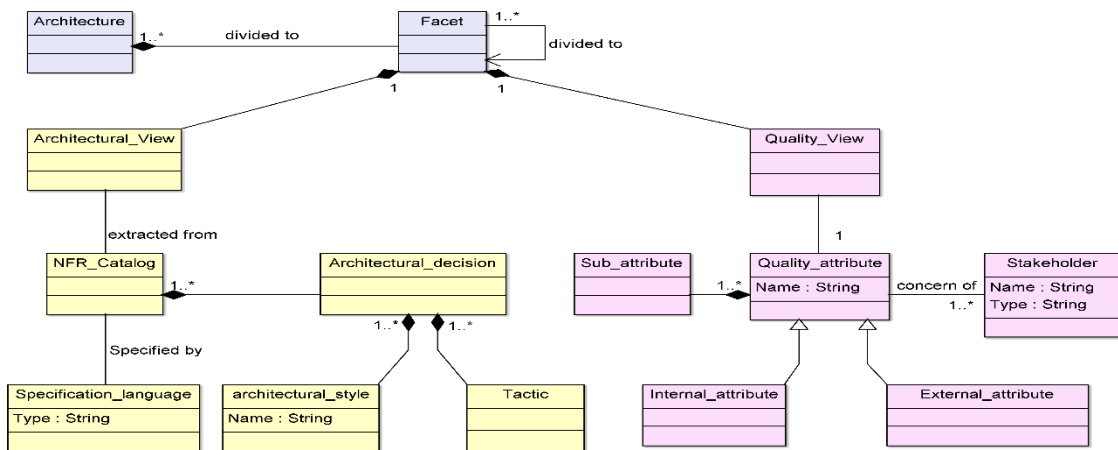 Architecture
1..*
divided to
Facet
1..*
divided to
1
1
Architectural_View
Quality_View
extracted from
1
NFR_Catalog
1..*
Architectural_decision
Sub_attribute
1..*
Quality_attribute
Name : String
concern of
1..*
Stakeholder
Name : String
Type : String
1..*
1..*
Specified by
Specification_language
Type : String
architectural_style
Name : String
Tactic
Internal_attribute
External_attribute